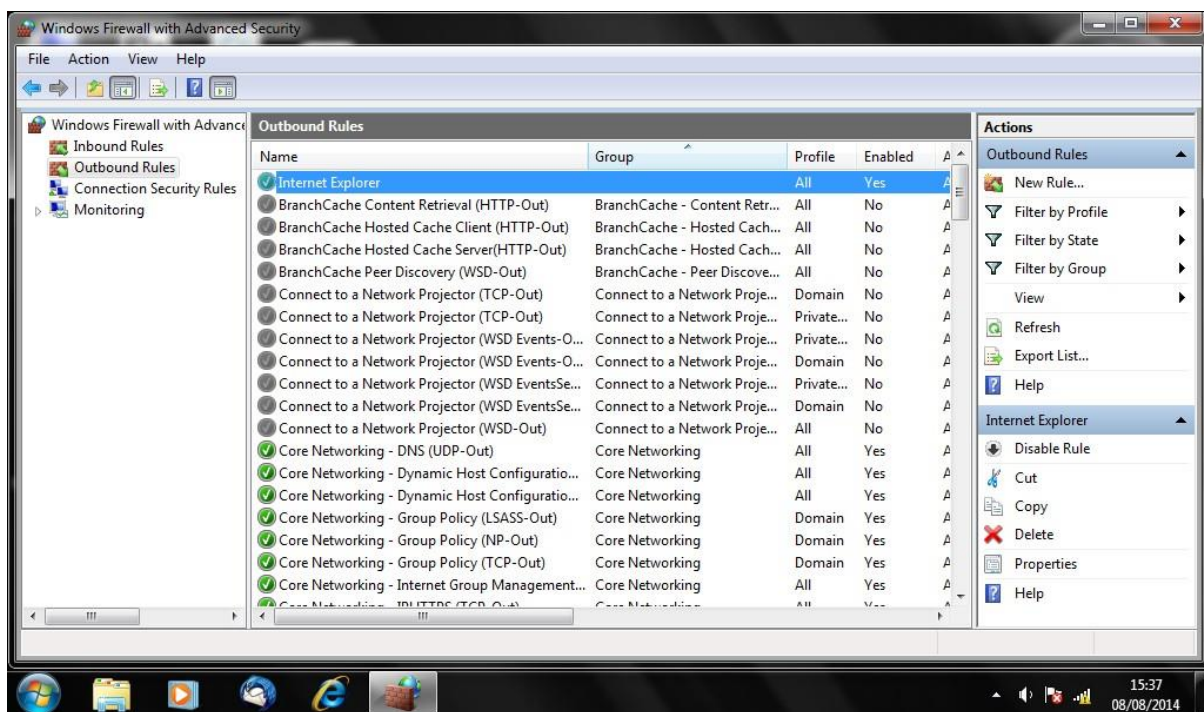 Windows Firewall with Advanced Security
File Action View Help
Windows Firewall with Advance
Inbound Rules
Outbound Rules
Connection Security Rules
Monitoring
Outbound Rules
Name Group Profile Enabled A
Internet Explorer All Yes A
BranchCache Content Retrieval (HTTP-Out) BranchCache - Content Retr... All No A
BranchCache Hosted Cache Client (HTTP-Out) BranchCache - Hosted Cach... All No A
BranchCache Hosted Cache Server(HTTP-Out) BranchCache - Hosted Cach... All No A
BranchCache Peer Discovery (WSD-Out) BranchCache - Peer Discove... All No A
Connect to a Network Projector (TCP-Out) Connect to a Network Proje... Domain No A
Connect to a Network Projector (TCP-Out) Connect to a Network Proje... Private... No A
Connect to a Network Projector (WSD Events-O... Connect to a Network Proje... Private... No A
Connect to a Network Projector (WSD Events-O... Connect to a Network Proje... Domain No A
Connect to a Network Projector (WSD EventsSe... Connect to a Network Proje... Private... No A
Connect to a Network Projector (WSD EventsSe... Connect to a Network Proje... Domain No A
Connect to a Network Projector (WSD-Out) Connect to a Network Proje... All No A
Core Networking - DNS (UDP-Out) Core Networking All Yes A
Core Networking - Dynamic Host Configuratio... Core Networking All Yes A
Core Networking - Dynamic Host Configuratio... Core Networking All Yes A
Core Networking - Group Policy (LSASS-Out) Core Networking Domain Yes A
Core Networking - Group Policy (NP-Out) Core Networking Domain Yes A
Core Networking - Group Policy (TCP-Out) Core Networking Domain Yes A
Core Networking - Internet Group Management... Core Networking All Yes A
Core Networking - IPHTTPS (TCP-Out) Core Networking All Yes A
Actions
Outbound Rules
New Rule...
Filter by Profile
Filter by State
Filter by Group
View
Refresh
Export List...
Help
Internet Explorer
Disable Rule
Cut
Copy
Delete
Properties
Help
15:37
08/08/2014